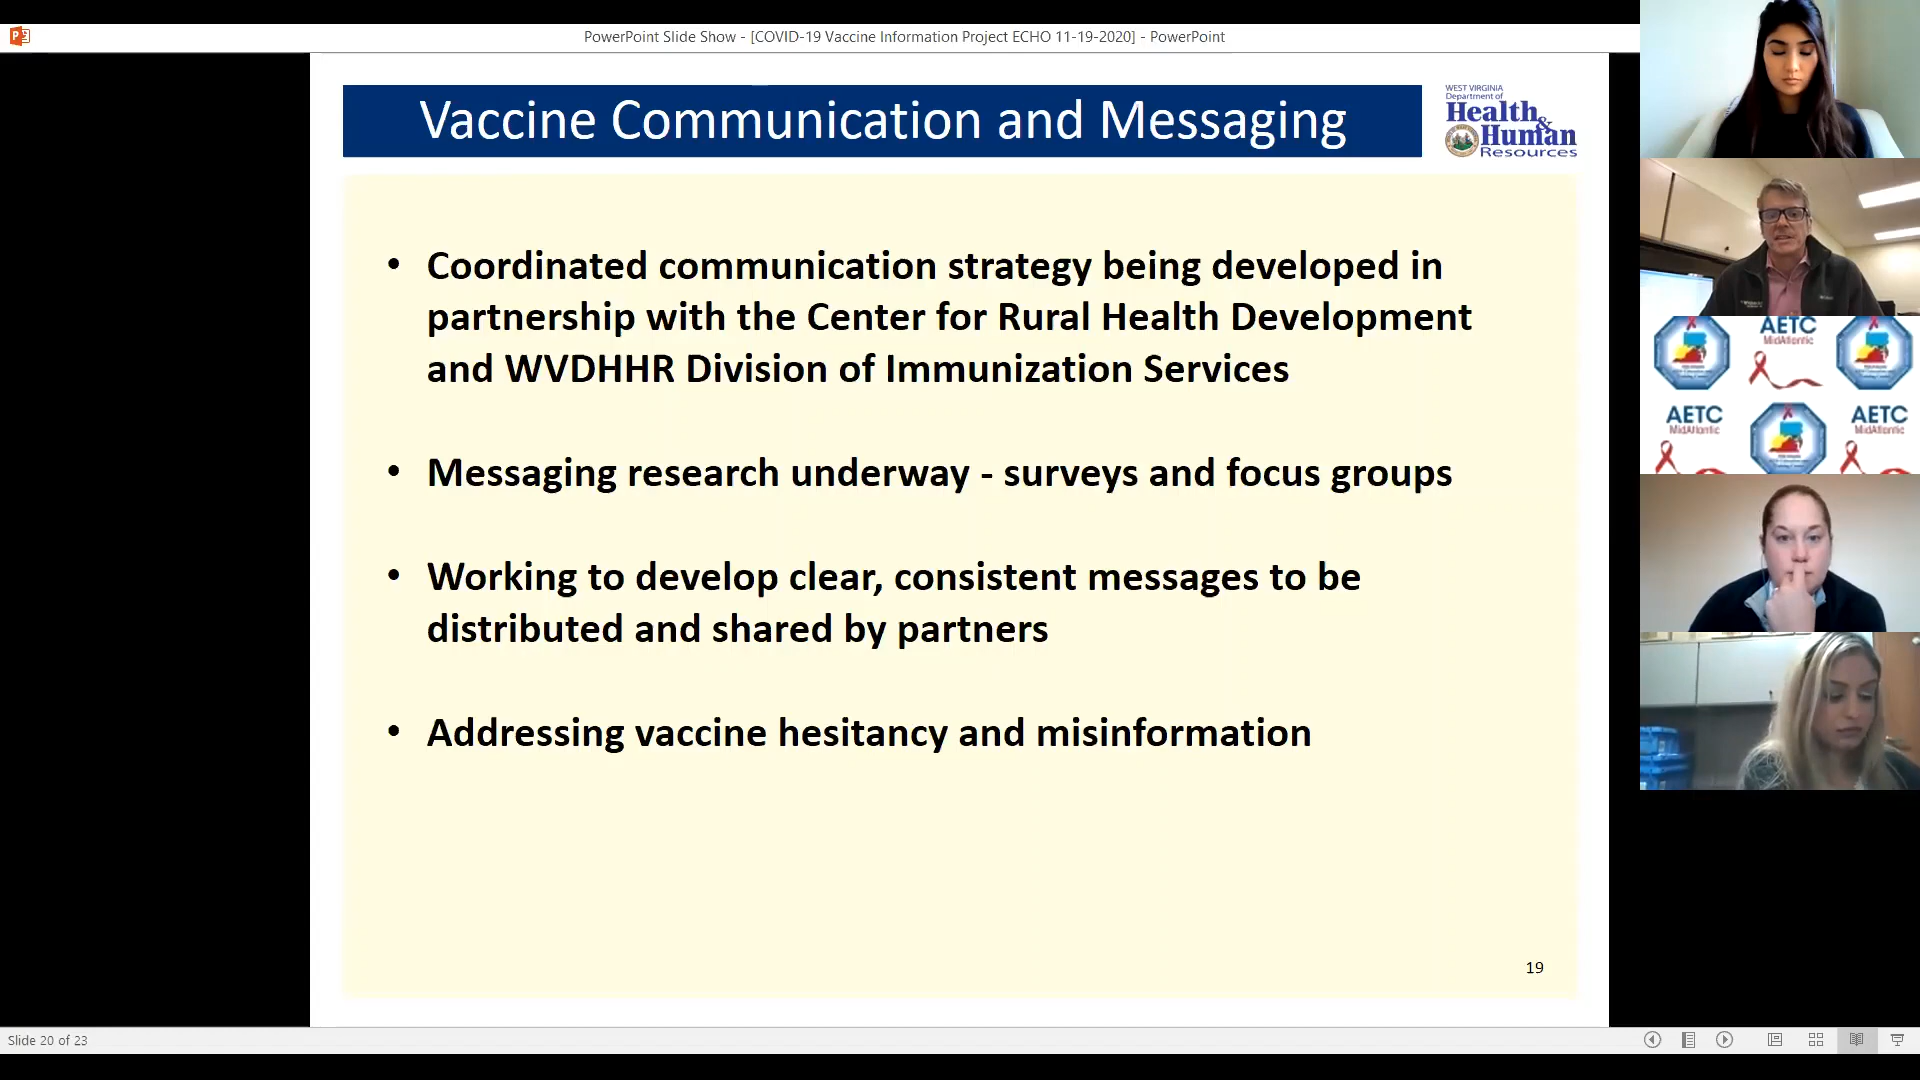 PowerPoint Slide Show - [COVID-19 Vaccine Information Project ECHO 11-19-2020] - PowerPoint
Vaccine Communication and Messaging
WEST VIRGINIA
Department of
Health &
Human
Resources
• Coordinated communication strategy being developed in
partnership with the Center for Rural Health Development
and WVDHHR Division of Immunization Services
• Messaging research underway - surveys and focus groups
• Working to develop clear, consistent messages to be
distributed and shared by partners
• Addressing vaccine hesitancy and misinformation
19
AETC
MidAtlantic
AETC
MidAtlantic
AETC
MidAtlantic
Slide 20 of 23